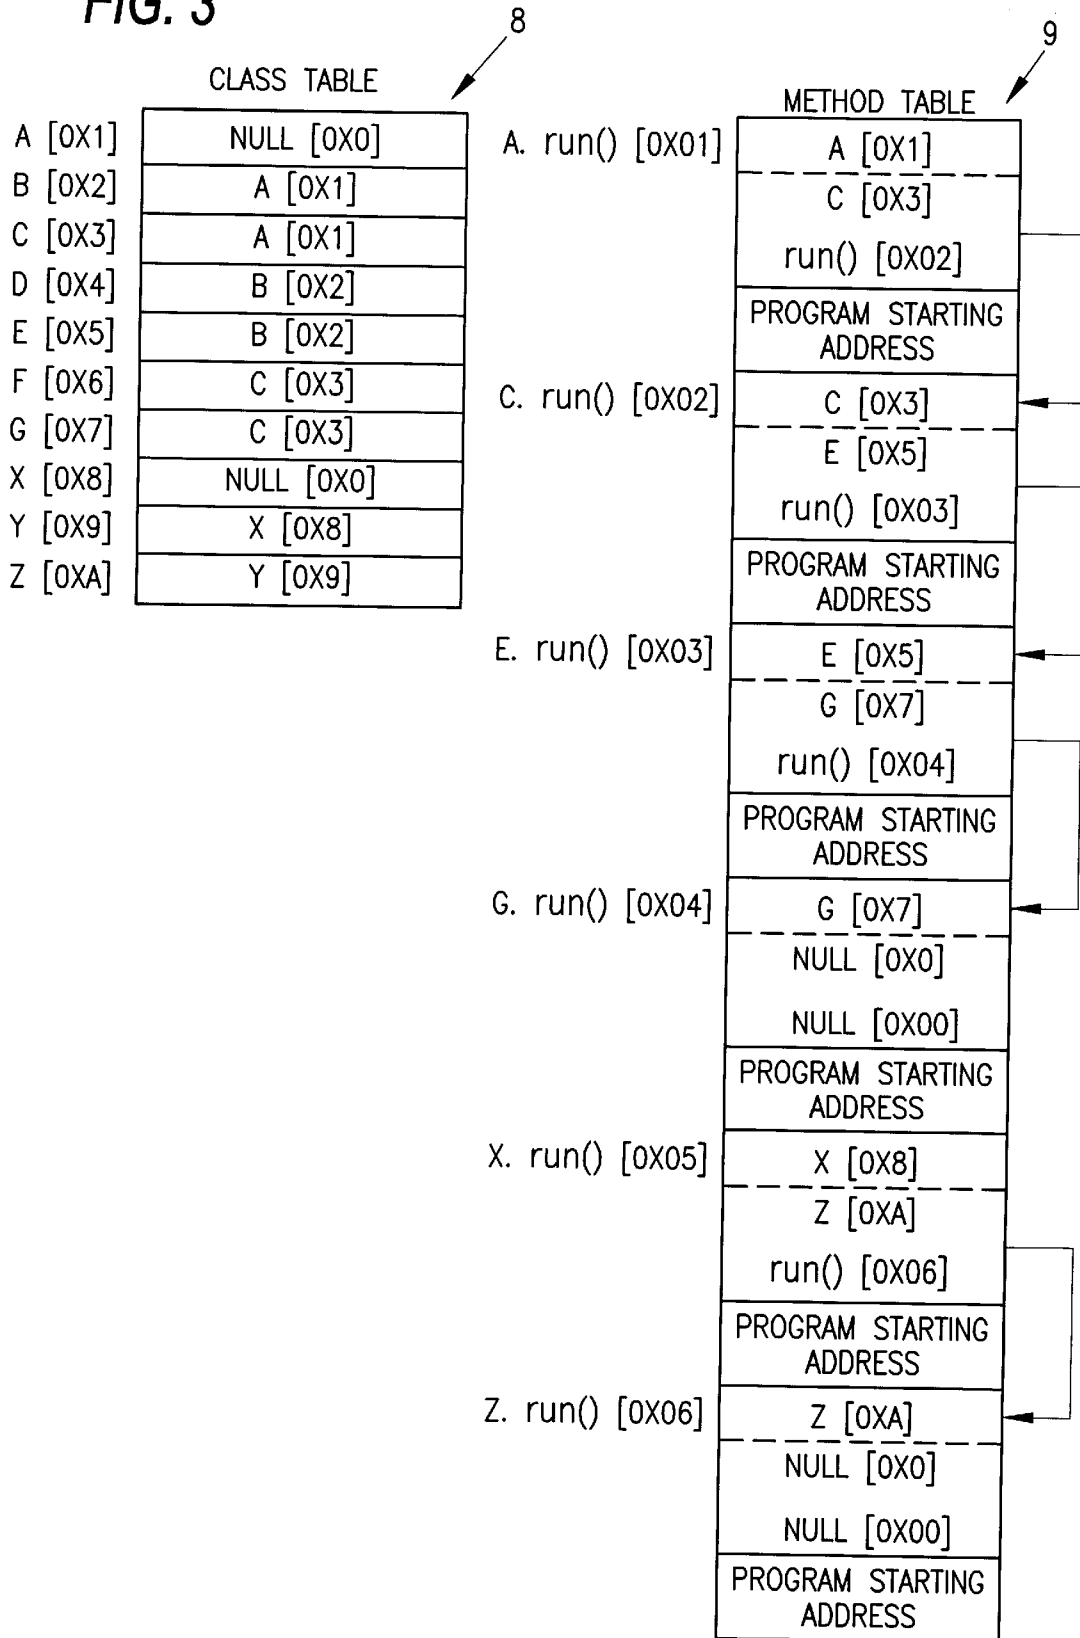 FIG. 3
8
CLASS TABLE
A [0X1] NULL [0X0]
B [0X2] A [0X1]
C [0X3] A [0X1]
D [0X4] B [0X2]
E [0X5] B [0X2]
F [0X6] C [0X3]
G [0X7] C [0X3]
X [0X8] NULL [0X0]
Y [0X9] X [0X8]
Z [0XA] Y [0X9]
9
METHOD TABLE
A. run() [0X01] A [0X1]
C [0X3]
run() [0X02]
PROGRAM STARTING
ADDRESS
C. run() [0X02] C [0X3]
E [0X5]
run() [0X03]
PROGRAM STARTING
ADDRESS
E. run() [0X03] E [0X5]
G [0X7]
run() [0X04]
PROGRAM STARTING
ADDRESS
G. run() [0X04] G [0X7]
NULL [0X0]
NULL [0X00]
PROGRAM STARTING
ADDRESS
X. run() [0X05] X [0X8]
Z [0XA]
run() [0X06]
PROGRAM STARTING
ADDRESS
Z. run() [0X06] Z [0XA]
NULL [0X0]
NULL [0X00]
PROGRAM STARTING
ADDRESS